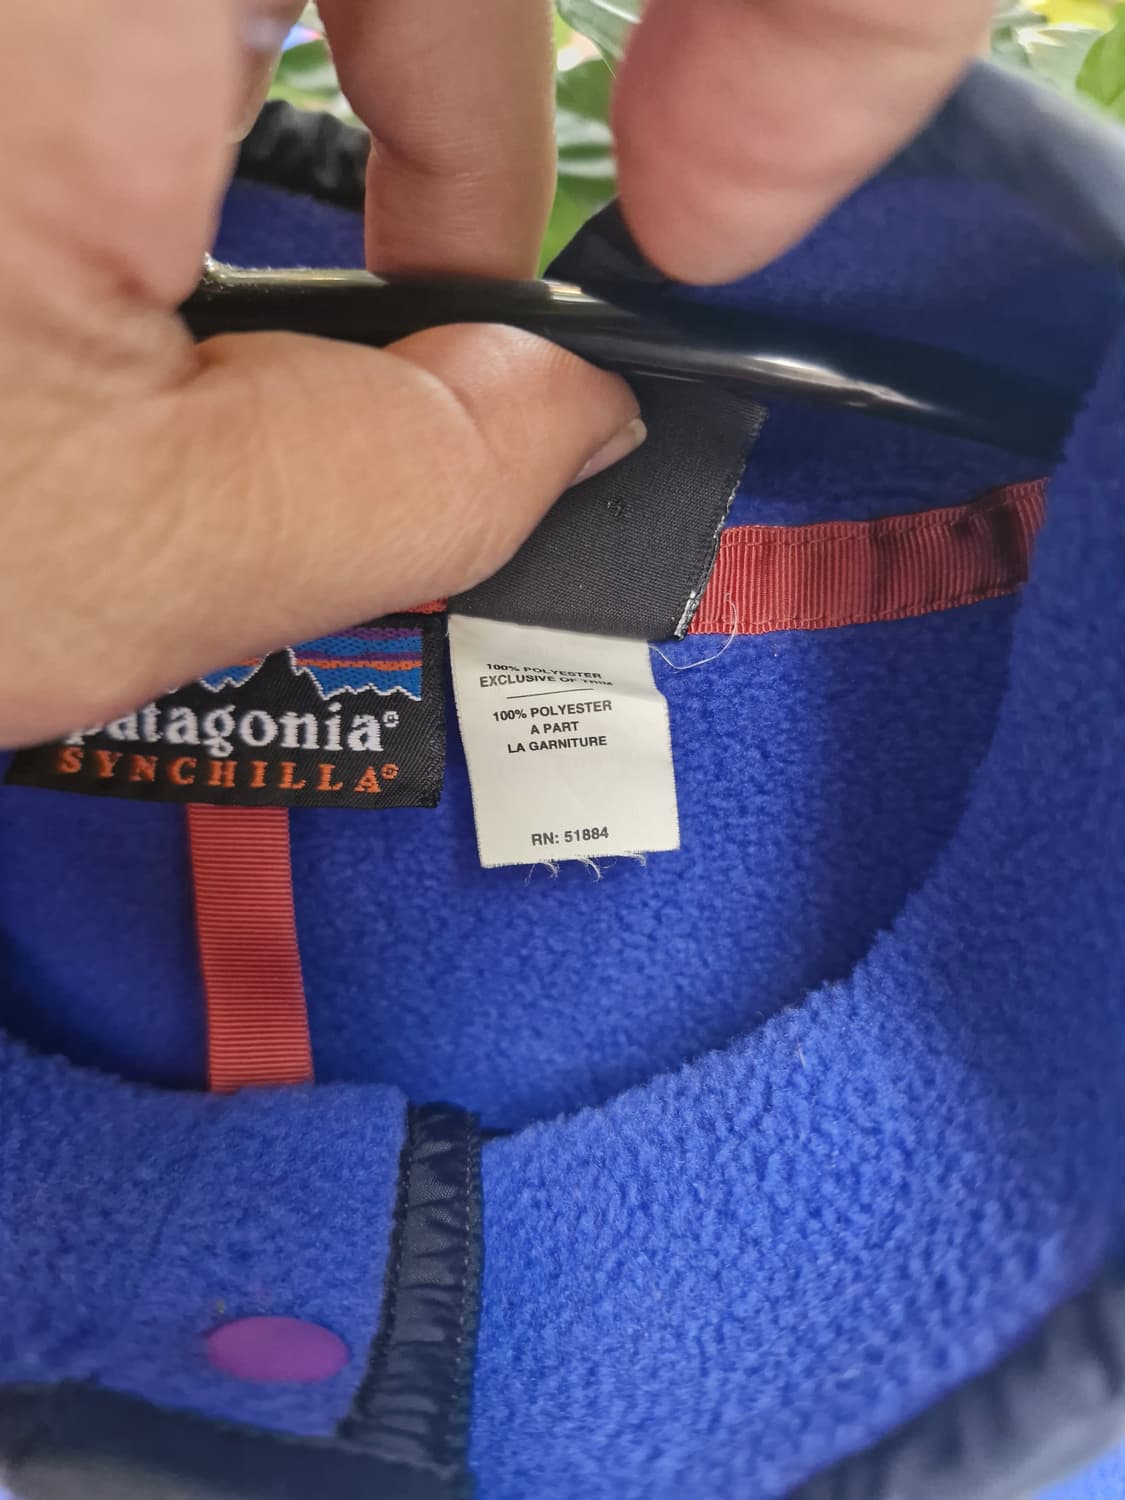 patagonia®
SYNCHILLA®
100% POLYESTER
EXCLUSIVE OF TRIM
100% POLYESTER
A PART
LA GARNITURE
RN: 51884